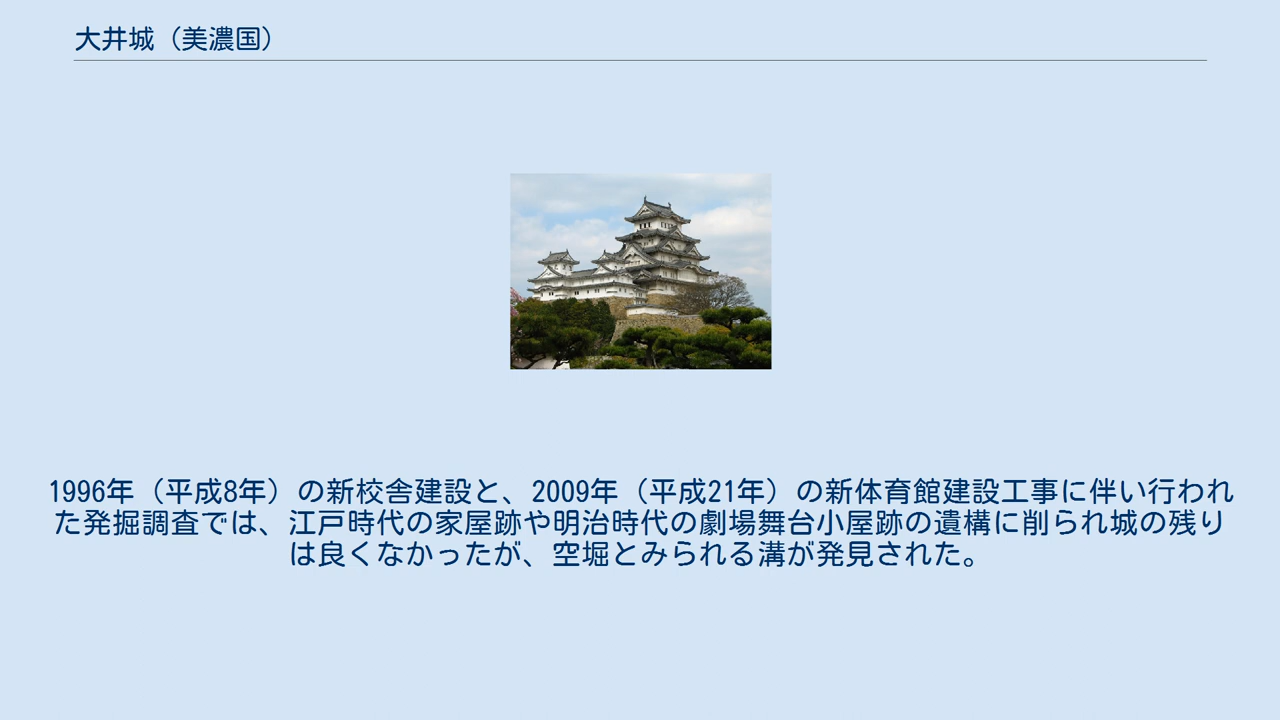 大井城（美濃国）
1996年（平成8年）の新校舎建設と、2009年（平成21年）の新体育館建設工事に伴い行われ
た発掘調査では、江戸時代の家屋跡や明治時代の劇場舞台小屋跡の遺構に削られ城の残り
は良くなかったが、空堀とみられる溝が発見された。